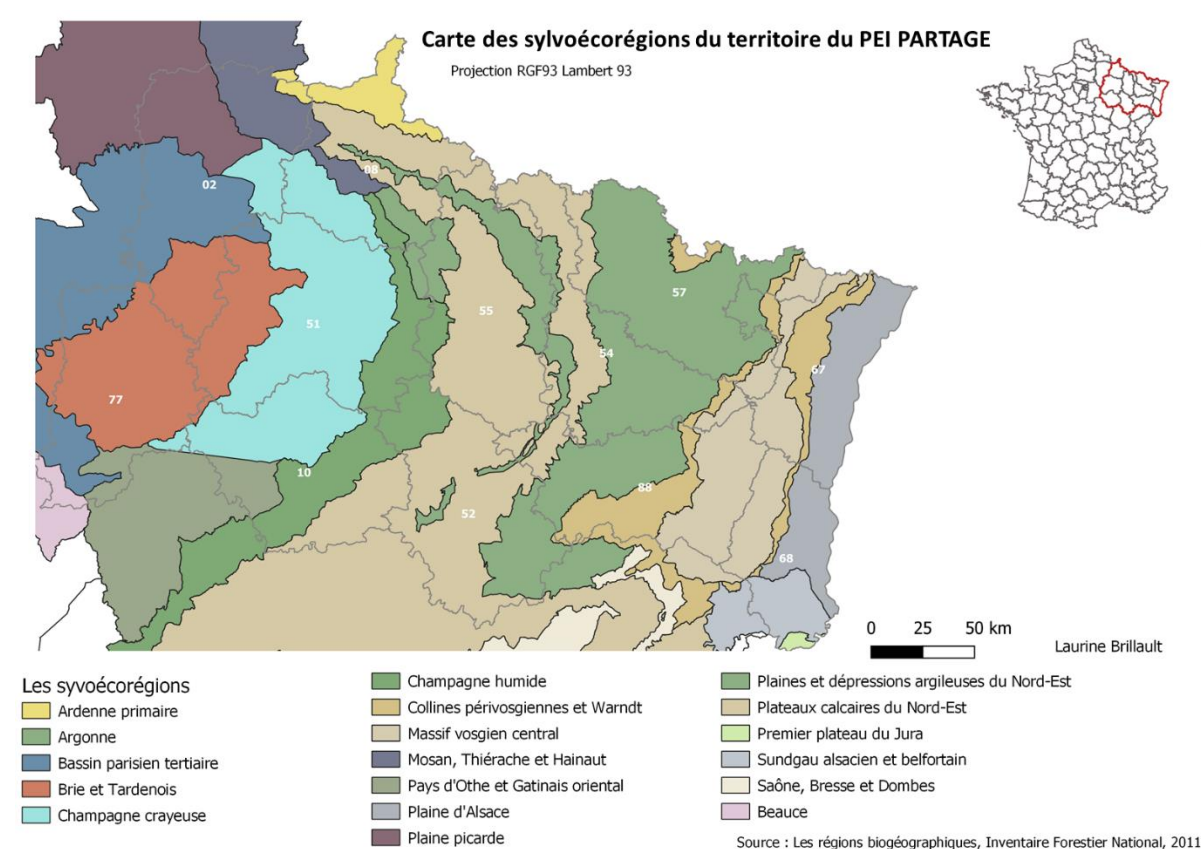 Carte des sylvoécorégions du territoire du PEI PARTAGE
Projection RGF93 Lambert 93
08
02
57
55
51
54
67
77
10
88
52
68
0 25 50 km
Laurine Brillault
Les syvoécorégions
Ardenne primaire
Argonne
Bassin parisien tertiaire
Brie et Tardenois
Champagne crayeuse
Champagne humide
Collines périvosgiennes et Warndt
Massif vosgien central
Mosan, Thiérache et Hainaut
Pays d'Othe et Gatinais oriental
Plaine d'Alsace
Plaine picarde
Plaines et dépressions argileuses du Nord-Est
Plateaux calcaires du Nord-Est
Premier plateau du Jura
Sundgau alsacien et belfortain
Saône, Bresse et Dombes
Beauce
Source : Les régions biogéographiques, Inventaire Forestier National, 2011